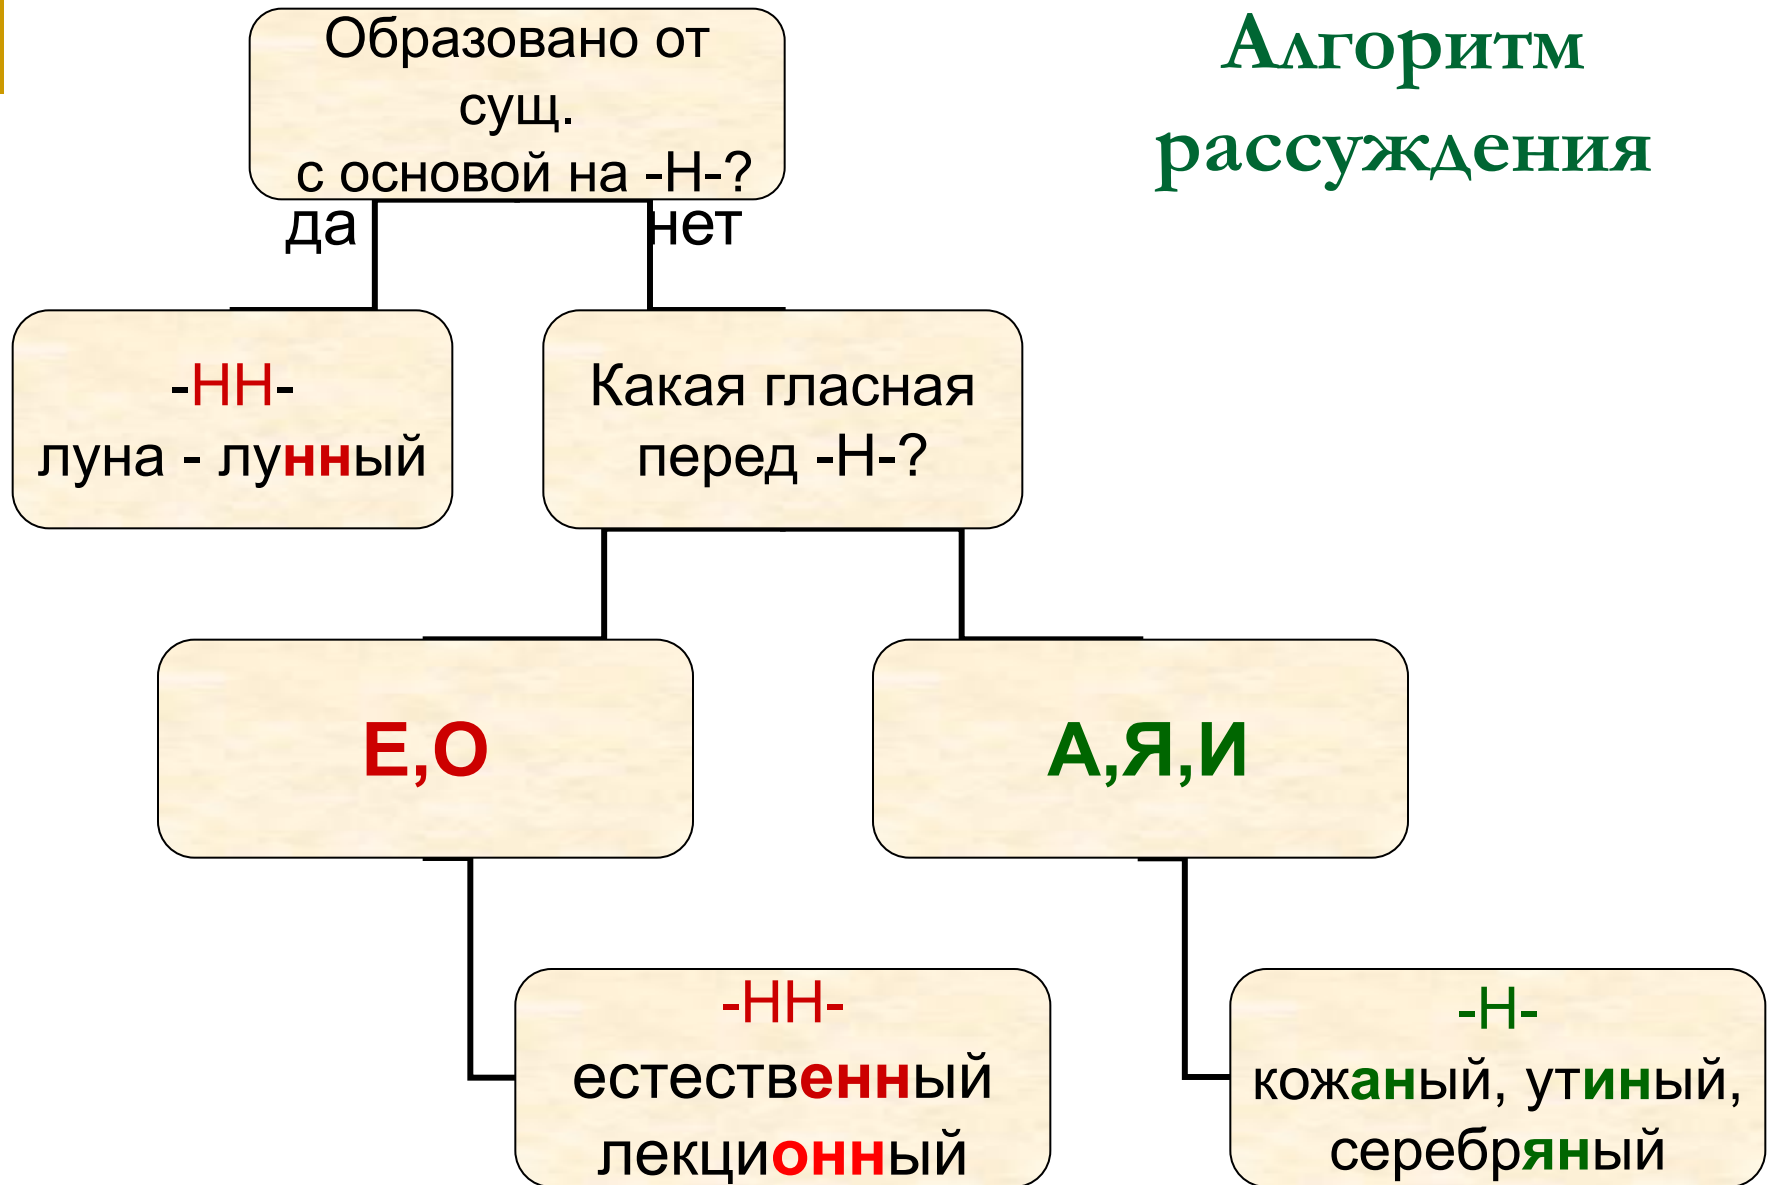 Алгоритм
рассуждения
Образовано от
сущ.
с основой на -Н-?
да
нет
-НН-
луна - лунный
Какая гласная
перед -Н-?
Е,О
А,Я,И
-НН-
естественный
лекционный
-Н-
кожаный, утиный,
серебряный